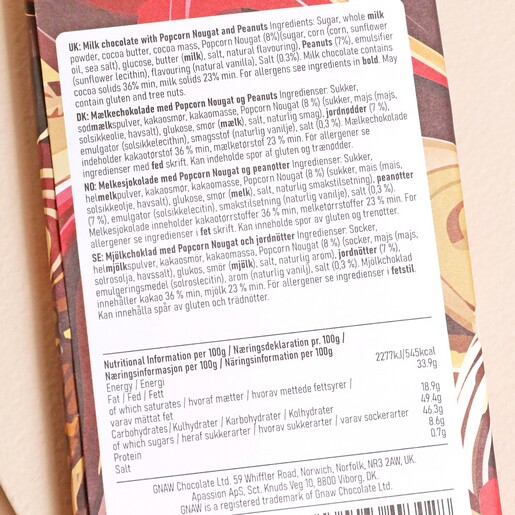 UK: Milk chocolate with Popcorn Nougat and Peanuts Ingredients: Sugar, whole milk
powder, cocoa butter, cocoa mass, Popcorn Nougat (8%)(sugar, corn (corn, sunflower
oil, sea salt), glucose, butter (milk), salt, natural flavouring), Peanuts (7%), emulsifier
(sunflower lecithin), flavouring (natural vanilla), Salt (0.3%). Milk chocolate contains
cocoa solids 36% min, milk solids 23% min. For allergens see ingredients in bold. May
contain gluten and tree nuts.
DK: Mælkechokolade med Popcorn Nougat og Peanuts Ingredienser: Sukker,
sødmælkspulver, kakaosmør, kakaomasse, Popcorn Nougat (8 %) (sukker, majs (majs,
solsikkeolie, havsalt), glukose, smør (mælk), salt, naturlig smag), jordnødder (7 %),
emulgator (solsikkelecitin), smagsstof (naturlig vanilje), salt (0,3 %). Mælkechokolade
indeholder kakaotørstof 36 % min, mælketørstof 23 % min. For allergener se
ingredienser med fed skrift. Kan indeholde spor af gluten og trænødder.
NO: Melkesjokolade med Popcorn Nougat og peanøtter Ingredienser: Sukker,
helmelkpulver, kakaosmør, kakaomasse, Popcorn Nougat (8 %) (sukker, mais (mais,
solsikkeolje, havsalt), glukose, smør (melk), salt, naturlig smakstilsetning), peanøtter
(7 %), emulgator (solsikkelecitin), smakstilsetning (naturlig vanilje), salt (0,3 %).
Melkesjokolade indeholder kakaotørrstoffer 36 % min, melketørrstoffer 23 % min. For
allergener se ingredienser i fet skrift. Kan inneholde spor av gluten og trenøtter.
SE: Mjölkchoklad med Popcorn Nougat och jordnötter Ingredienser: Socker,
helmjölkspulver, kakaosmör, kakaomassa, Popcorn Nougat (8 %) (socker, majs (majs,
solrosolja, havssalt), glukos, smör (mjölk), salt, naturlig arom), jordnötter (7 %),
emulgeringsmedel (solroslecitin), arom (naturlig vanilj), salt (0,3 %). Mjölkchoklad
innehåller kakao 36 % min, mjölk 23 % min. För allergener se ingredienser i fetstil.
Kan innehålla spår av gluten och trädnötter.
Nutritional Information per 100g / Næringsdeklaration pr. 100g /
Næringsinformasjon per 100g / Näringsinformation per 100g
Energy / Energi 2277kJ/545kcal
Fat / Fed / Fett 33.9g
of which saturates / hvoraf mætter / hvorav mettede fettsyrer /
varav mättat fett 18.9g
Carbohydrates/Kulhydrater / Karbohydrater / Kolhydrater 49.4g
of which sugars / heraf sukkerarter / hvorav sukkerarter / varav sockerarter 46.3g
Protein 8.6g
Salt 0.7g
GNAW Chocolate Ltd. 59 Whiffler Road, Norwich, Norfolk, NR3 2AW, UK.
Apassion ApS, Sct. Knuds Veg 10, 8800 Viborg, DK.
GNAW is a registered trademark of Gnaw Chocolate Ltd.